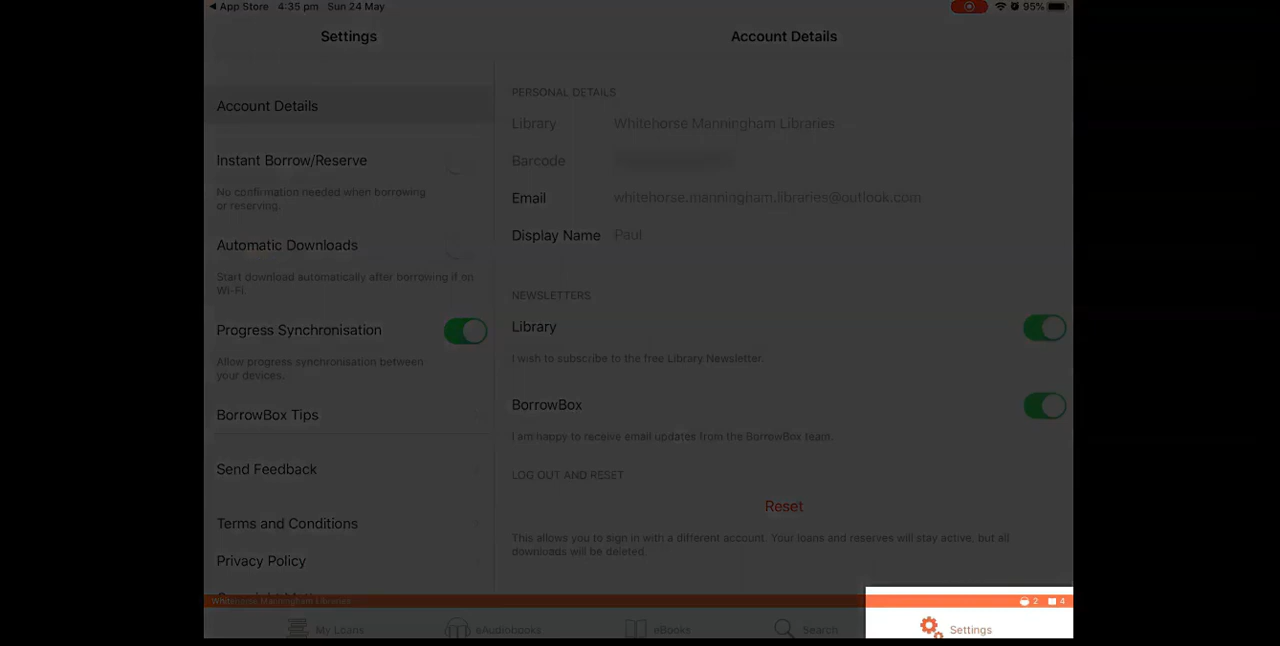 App Store 4:35 pm Sun 24 May 95%
Settings
Account Details
Account Details
Instant Borrow/Reserve
No confirmation needed when borrowing
or reserving.
Automatic Downloads
Start download automatically after borrowing if on
Wi-Fi.
Progress Synchronisation
Allow progress synchronisation between
your devices.
BorrowBox Tips
Send Feedback
Terms and Conditions
Privacy Policy
PERSONAL DETAILS
Library Whitehorse Manningham Libraries
Barcode
Email whitehorse.manningham.libraries@outlook.com
Display Name Paul
NEWSLETTERS
Library
I wish to subscribe to the free Library Newsletter.
BorrowBox
I am happy to receive email updates from the BorrowBox team.
LOG OUT AND RESET
Reset
This allows you to sign in with a different account. Your loans and reserves will stay active, but all
downloads will be deleted.
Whitehorse Manningham Libraries 2 4
My Loans eAudiobooks eBooks Search Settings